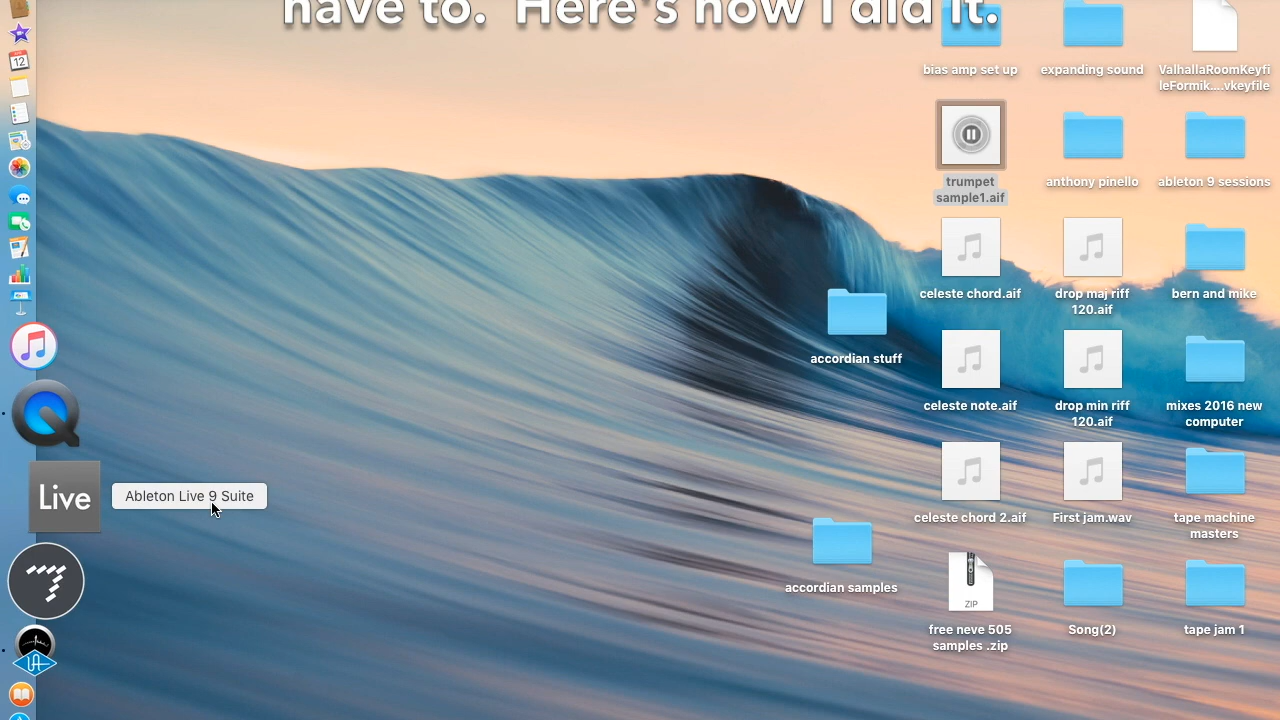 have to. Here's how I did it.
bias amp set up
expanding sound
ValhallaRoomKeyfi
leFormik....vkeyfile
12
trumpet
sample1.aif
anthony pinello
ableton 9 sessions
celeste chord.aif
drop maj riff
120.aif
bern and mike
accordian stuff
celeste note.aif
drop min riff
120.aif
mixes 2016 new
computer
Live
Ableton Live 9 Suite
celeste chord 2.aif
First jam.wav
tape machine
masters
accordian samples
ZIP
free neve 505
samples .zip
Song(2)
tape jam 1